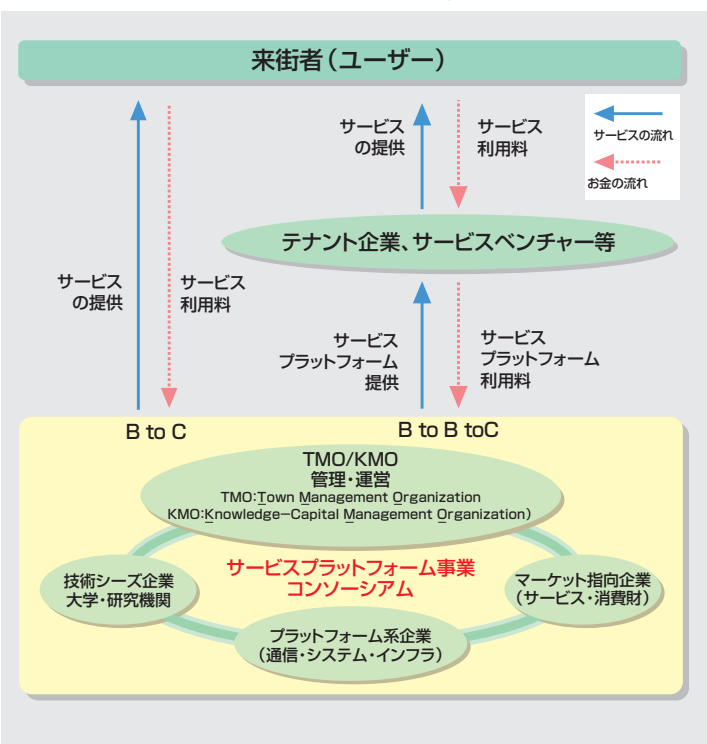 来街者（ユーザー）
サービス
の提供
サービス
利用料
サービスの流れ
お金の流れ
テナント企業、サービスベンチャー等
サービス
の提供
サービス
利用料
サービス
プラットフォーム
提供
サービス
プラットフォーム
利用料
B to C
B to B toC
TMO/KMO
管理・運営
TMO：Town Management Organization
KMO：Knowledge−Capital Management Organization）
サービスプラットフォーム事業
コンソーシアム
技術シーズ企業
大学・研究機関
マーケット指向企業
（サービス・消費財）
プラットフォーム系企業
（通信・システム・インフラ）